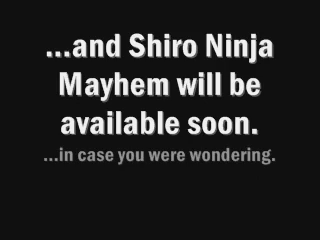 ...and Shiro Ninja
Mayhem will be
available soon.
...in case you were wondering.